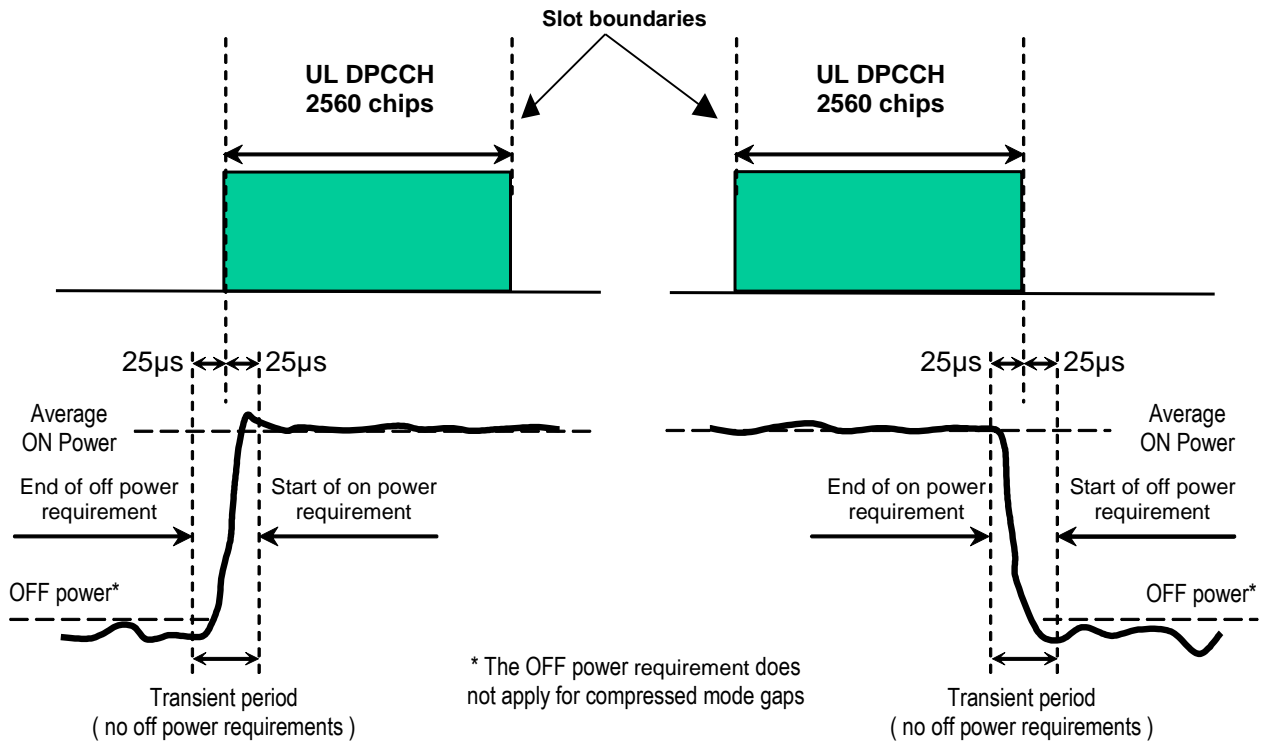 Slot boundaries
UL DPCCH
2560 chips
UL DPCCH
2560 chips
25µs
25µs
25µs
25µs
Average
ON Power
Average
ON Power
End of off power
requirement
Start of on power
requirement
End of on power
requirement
Start of off power
requirement
OFF power*
OFF power*
* The OFF power requirement does
not apply for compressed mode gaps
Transient period
( no off power requirements )
Transient period
( no off power requirements )